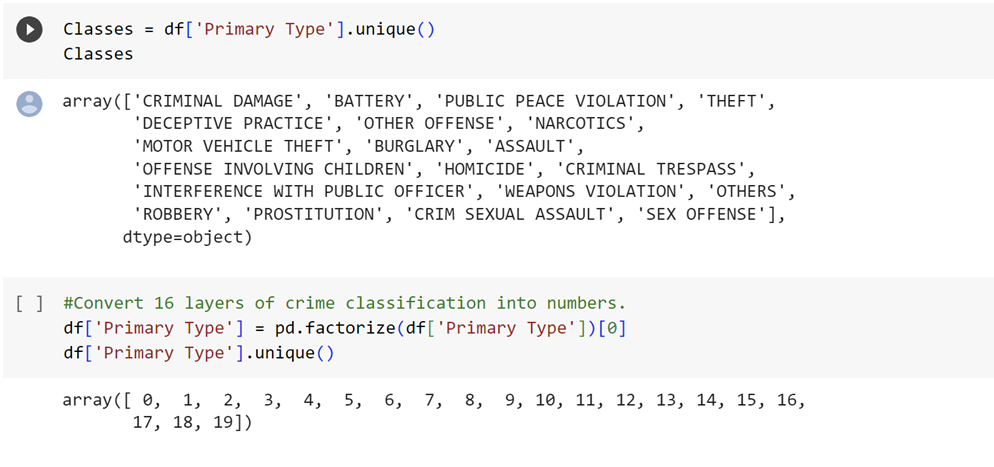 Classes = df['Primary Type'].unique()
Classes
array(['CRIMINAL DAMAGE', 'BATTERY', 'PUBLIC PEACE VIOLATION', 'THEFT',
'DECEPTIVE PRACTICE', 'OTHER OFFENSE', 'NARCOTICS',
'MOTOR VEHICLE THEFT', 'BURGLARY', 'ASSAULT',
'OFFENSE INVOLVING CHILDREN', 'HOMICIDE', 'CRIMINAL TRESPASS',
'INTERFERENCE WITH PUBLIC OFFICER', 'WEAPONS VIOLATION', 'OTHERS',
'ROBBERY', 'PROSTITUTION', 'CRIM SEXUAL ASSAULT', 'SEX OFFENSE'],
dtype=object)
[ ] #Convert 16 layers of crime classification into numbers.
df['Primary Type'] = pd.factorize(df['Primary Type'])[0]
df['Primary Type'].unique()
array([ 0, 1, 2, 3, 4, 5, 6, 7, 8, 9, 10, 11, 12, 13, 14, 15, 16,
17, 18, 19])